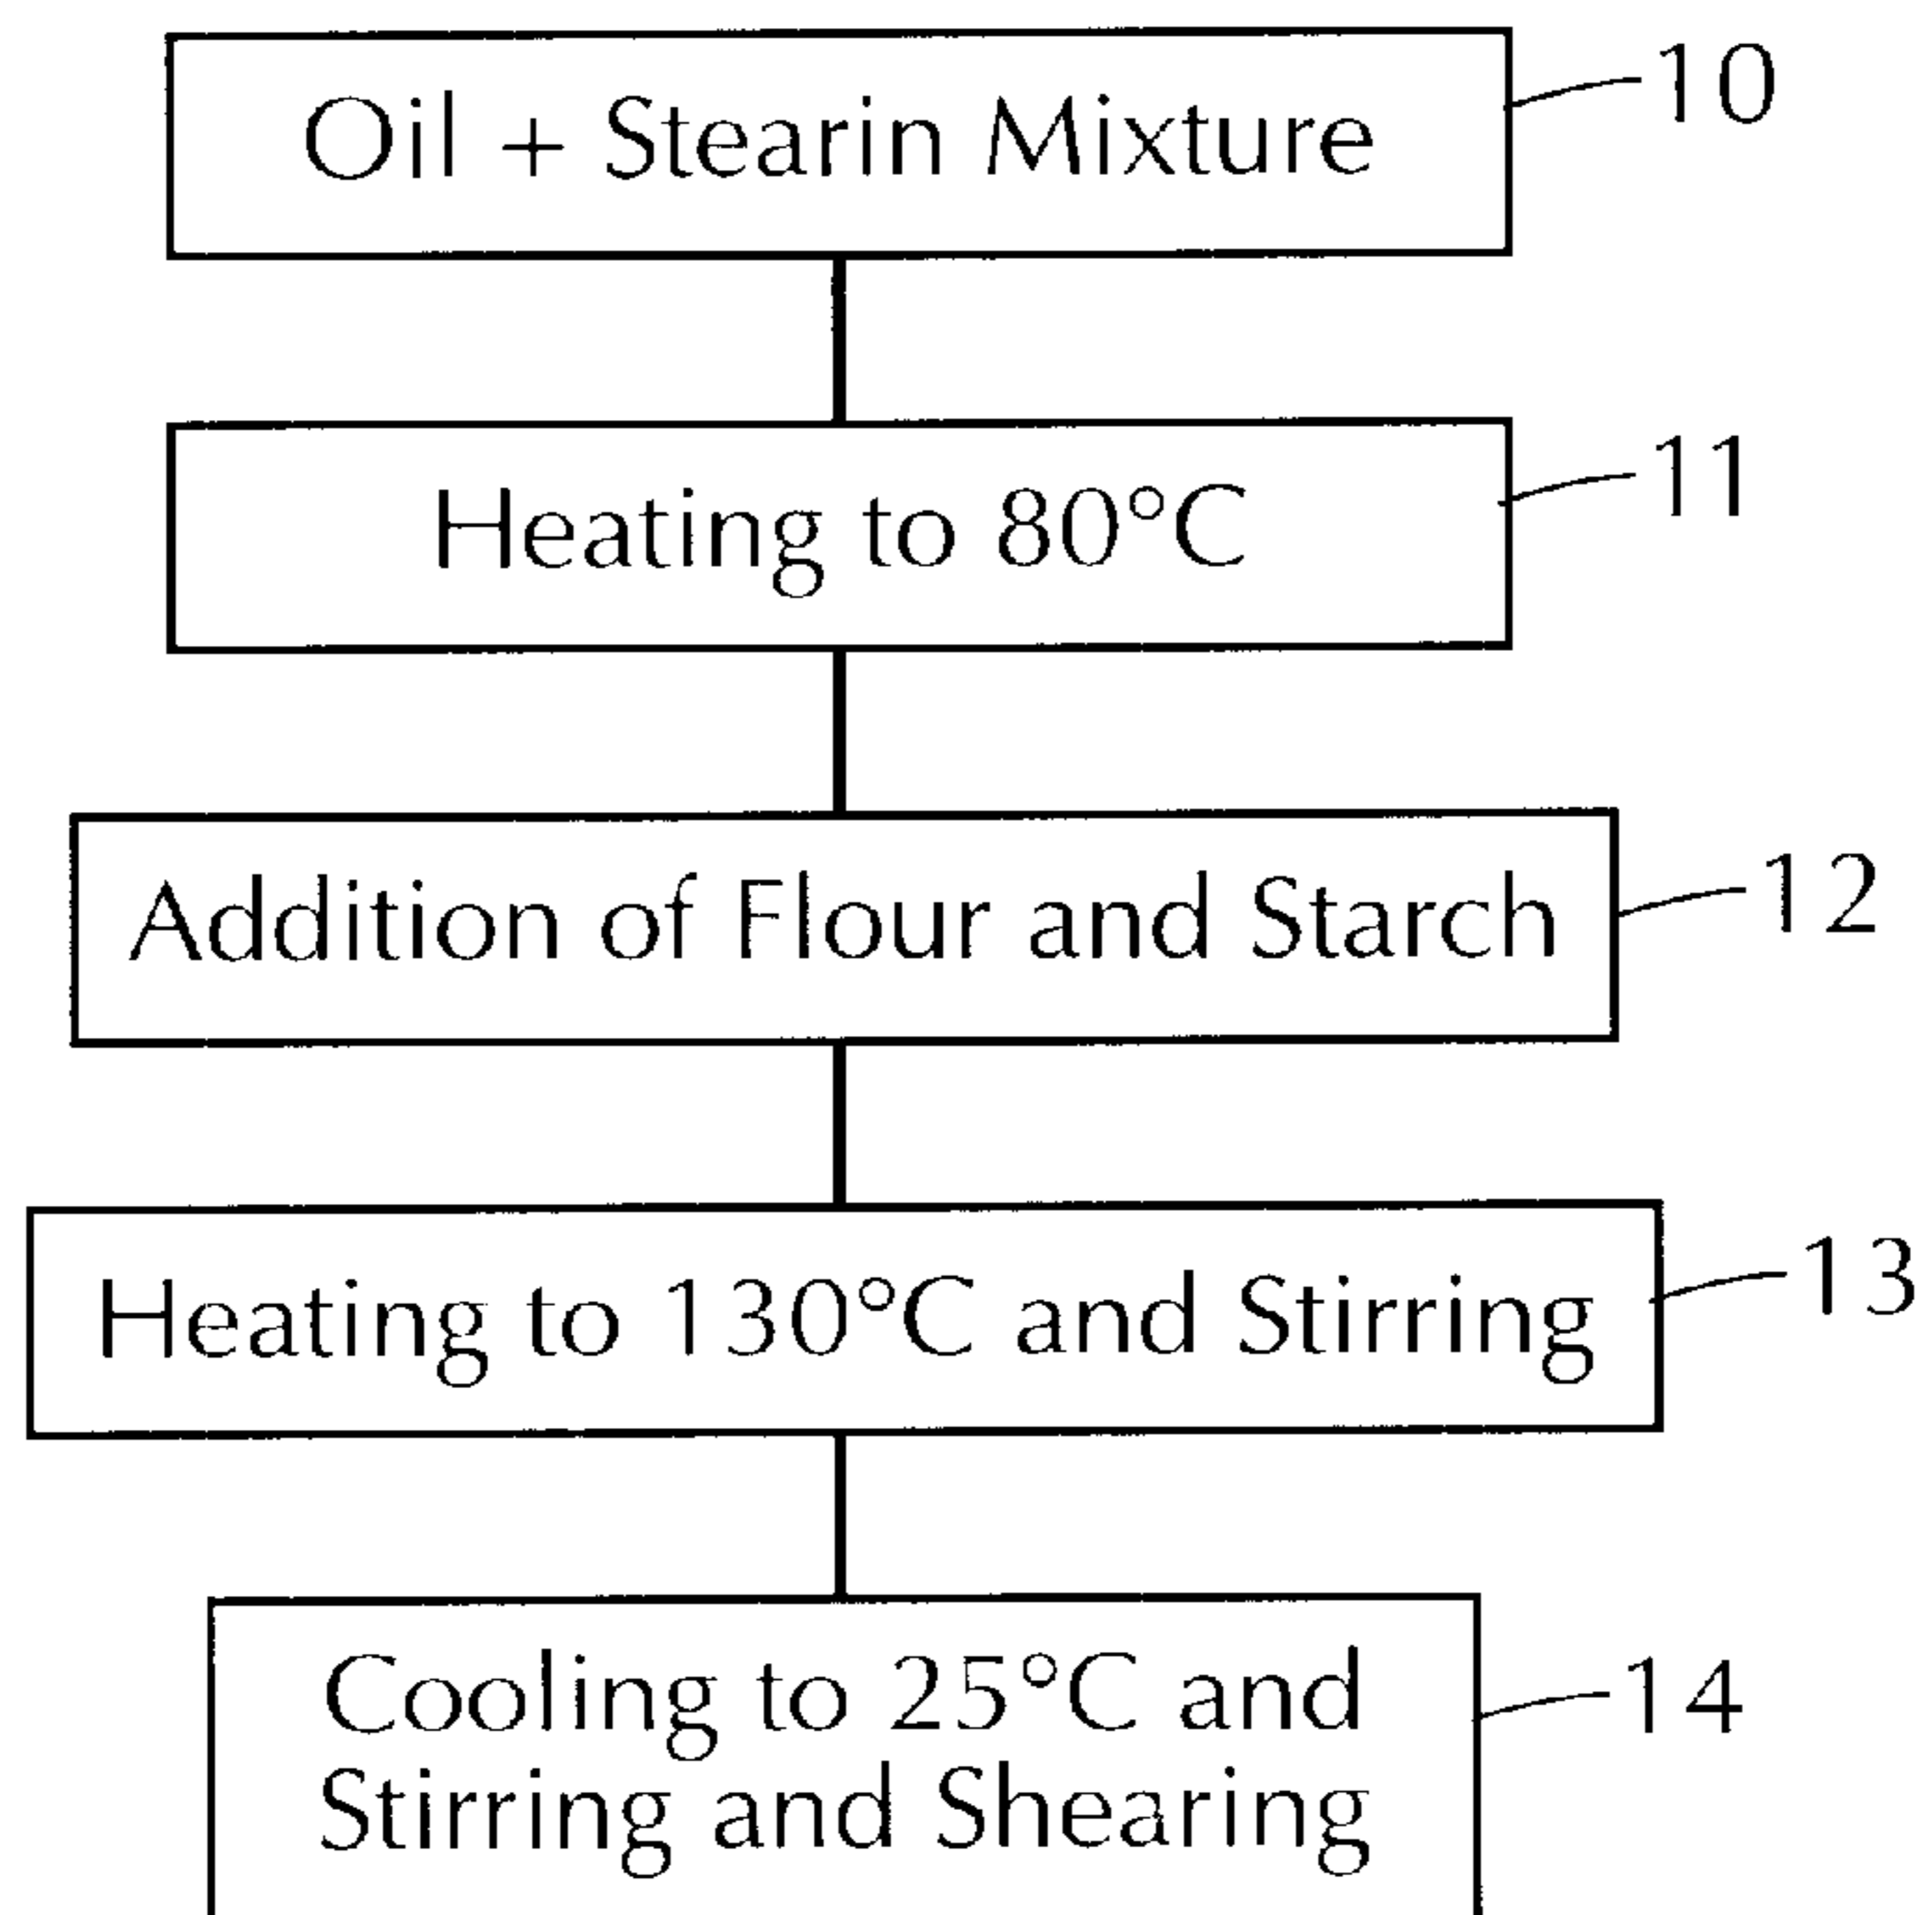 Oil + Stearin Mixture
10
Heating to 80°C
11
Addition of Flour and Starch
12
Heating to 130°C and Stirring
13
Cooling to 25°C and
Stirring and Shearing
14